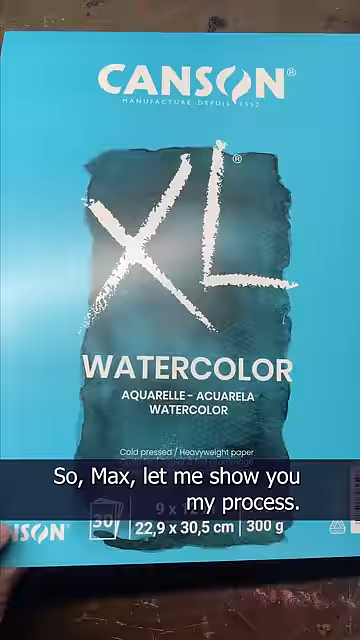 CANSON®
MANUFACTURE DEPUIS 1557
XL®
WATERCOLOR
AQUARELLE - ACUARELA
WATERCOLOR
Cold pressed / Heavyweight paper
So, Max, let me show you
my process.
NSON®
30
22,9 x 30,5 cm
300 g